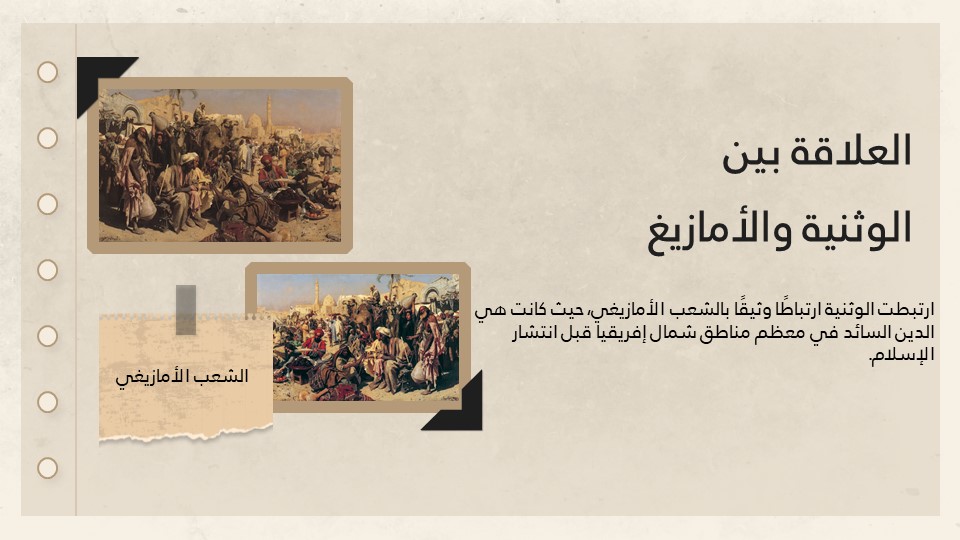 العلاقة بين
الوثنية والأمازيغ
ارتبطت الوثنية ارتباطًا وثيقًا بالشعب الأمازيغي، حيث كانت هي
الدين السائد في معظم مناطق شمال إفريقيا قبل انتشار
الإسلام.
الشعب الأمازيغي